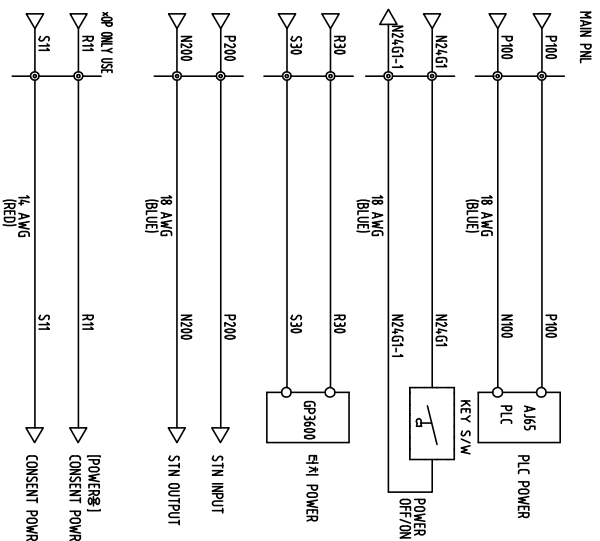 MAIN PNL
P100 P100
P100 18 AWG N100
(BLUE)
AJ65
PLC
PLC POWER
N24G1 N24G1
KEY S/W
N24G1-1 18 AWG N24G1-1
(BLUE)
POWER
OFF/ON
R30 R30
S30 S30
GP3600
터치 POWER
P200 P200 STN INPUT
N200 18 AWG N200 STN OUTPUT
(BLUE)
*OP ONLY USE
R11 R11 [POWER용]
CONSENT POWR
S11 14 AWG S11 CONSENT POWR
(RED)